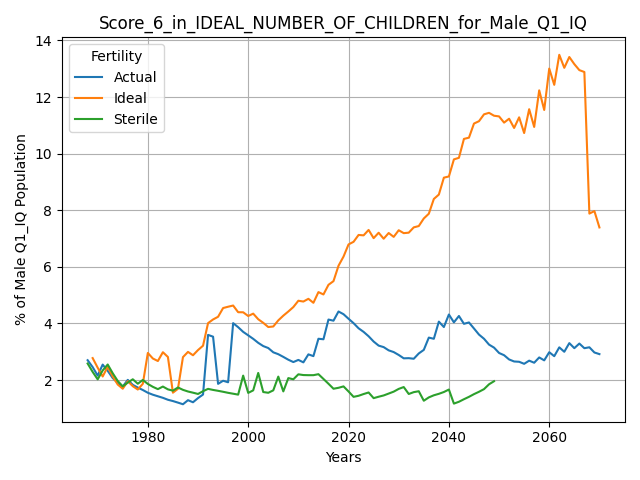 Score_6_in_IDEAL_NUMBER_OF_CHILDREN_for_Male_Q1_IQ
Fertility
Actual
Ideal
Sterile
% of Male Q1_IQ Population
14
12
10
8
6
4
2
1980
2000
2020
2040
2060
Years